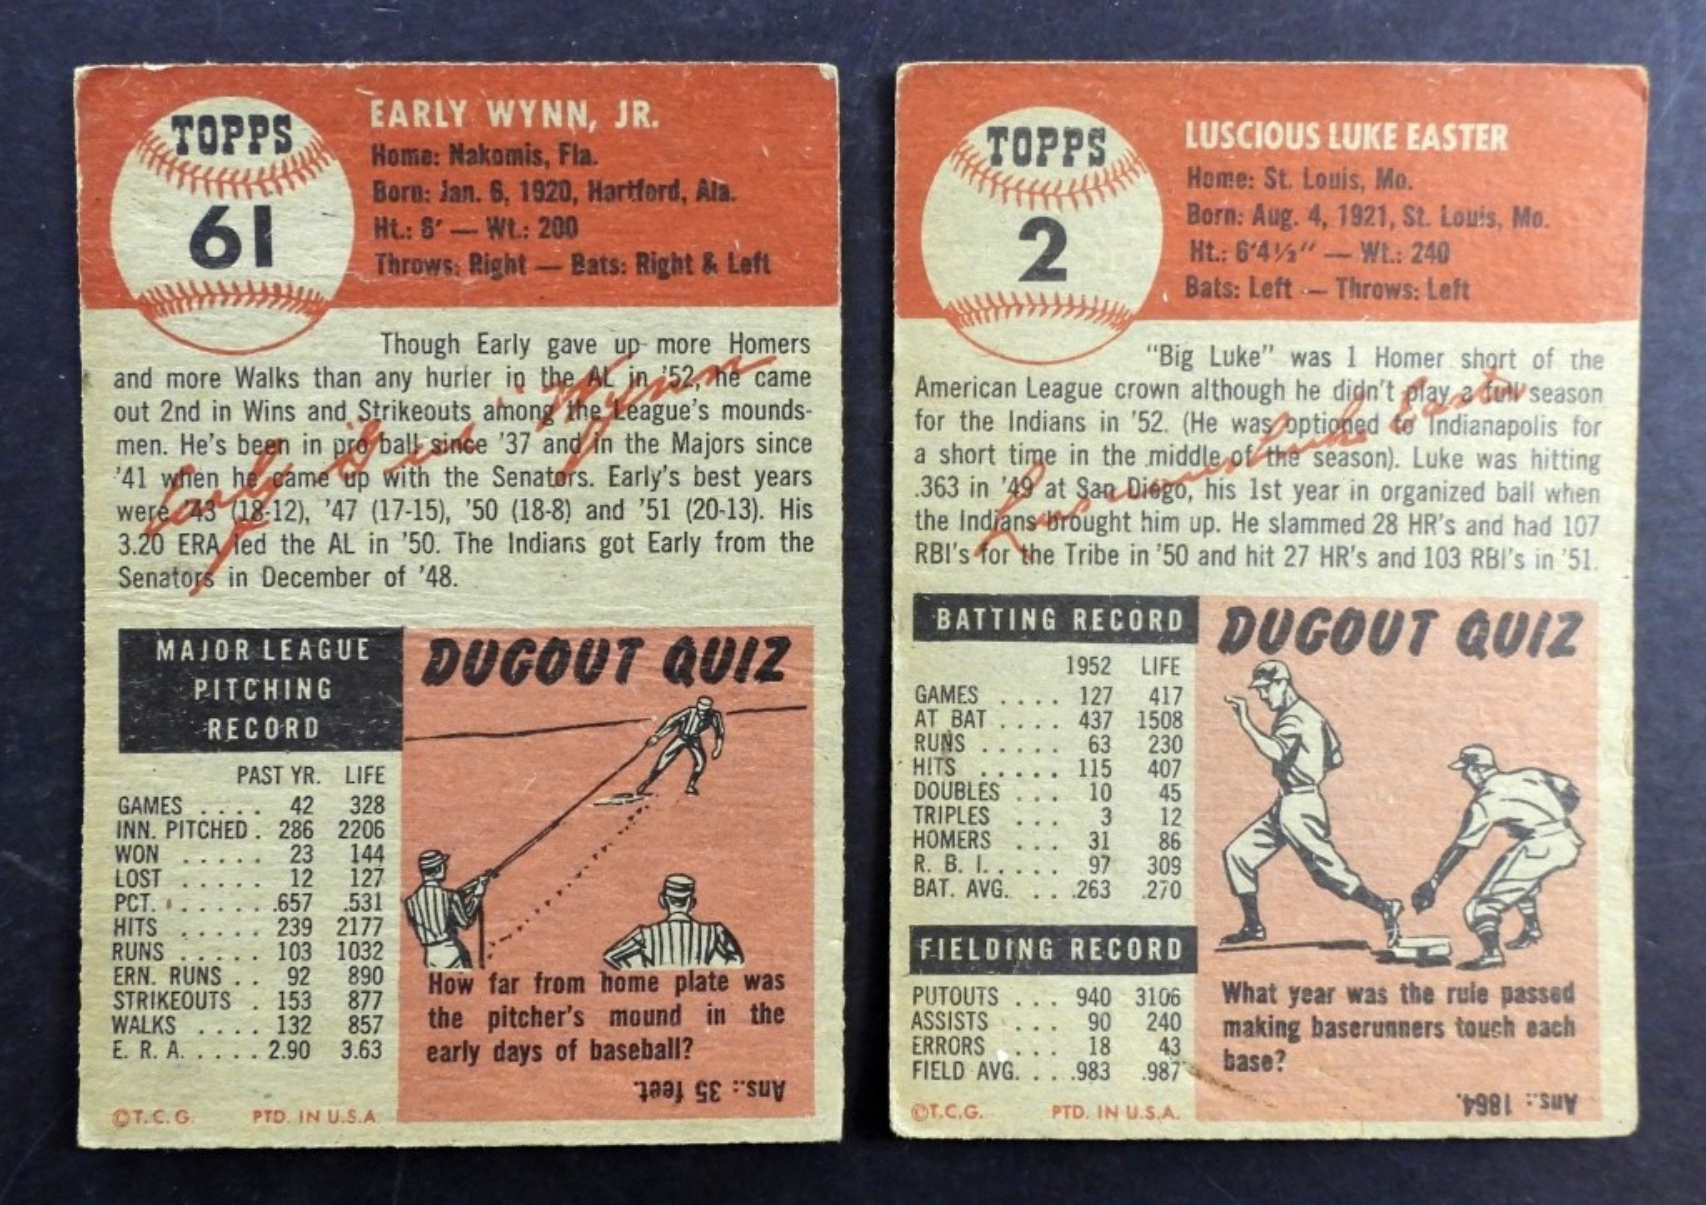 TOPPS
61
EARLY WYNN, JR.
Home: Nakomis, Fla.
Born: Jan. 6, 1920, Hartford, Ala.
Ht.: 6' — Wt.: 200
Throws: Right — Bats: Right & Left
Though Early gave up more Homers
and more Walks than any hurler in the AL in '52, he came
out 2nd in Wins and Strikeouts among the League's mounds-
men. He's been in pro ball since '37 and in the Majors since
'41 when he came up with the Senators. Early's best years
were '43 (18-12), '47 (17-15), '50 (18-8) and '51 (20-13). His
3.20 ERA led the AL in '50. The Indians got Early from the
Senators in December of '48.
Early "Gus" Wynn
MAJOR LEAGUE
PITCHING
RECORD
PAST YR. LIFE
GAMES .... 42 328
INN. PITCHED . 286 2206
WON ..... 23 144
LOST ..... 12 127
PCT. ...... .657 .531
HITS ..... 239 2177
RUNS ..... 103 1032
ERN. RUNS .. 92 890
STRIKEOUTS . 153 877
WALKS .... 132 857
E. R. A. .... 2.90 3.63
©T.C.G. PTD. IN U.S.A.
DUGOUT QUIZ
How far from home plate was
the pitcher's mound in the
early days of baseball?
Ans.: 35 feet.
TOPPS
2
LUSCIOUS LUKE EASTER
Home: St. Louis, Mo.
Born: Aug. 4, 1921, St. Louis, Mo.
Ht.: 6'4½" — Wt.: 240
Bats: Left — Throws: Left
"Big Luke" was 1 Homer short of the
American League crown although he didn't play a full season
for the Indians in '52. (He was optioned to Indianapolis for
a short time in the middle of the season). Luke was hitting
.363 in '49 at San Diego, his 1st year in organized ball when
the Indians brought him up. He slammed 28 HR's and had 107
RBI's for the Tribe in '50 and hit 27 HR's and 103 RBI's in '51.
Luscious Luke Easter
BATTING RECORD
1952 LIFE
GAMES .... 127 417
AT BAT .... 437 1508
RUNS ..... 63 230
HITS ..... 115 407
DOUBLES ... 10 45
TRIPLES ... 3 12
HOMERS ... 31 86
R. B. I. .... 97 309
BAT. AVG. ... .263 .270
FIELDING RECORD
PUTOUTS ... 940 3106
ASSISTS ... 90 240
ERRORS .... 18 43
FIELD AVG. ... .983 .987
©T.C.G. PTD. IN U.S.A.
DUGOUT QUIZ
What year was the rule passed
making baserunners touch each
base?
Ans.: 1864.